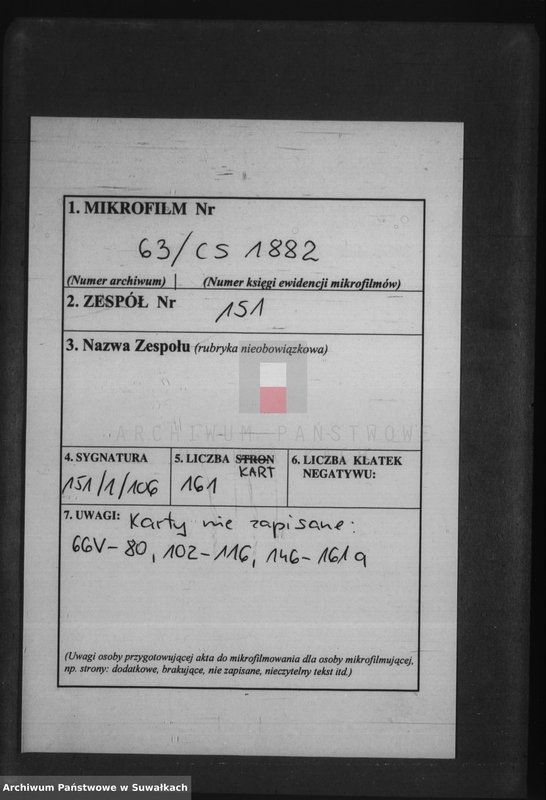 1. MIKROFILM Nr
63/CS 1882
(Numer archiwum) | (Numer księgi ewidencji mikrofilmów)
2. ZESPÓŁ Nr
151
3. Nazwa Zespołu (rubryka nieobowiązkowa)
ARCHIWUM PAŃSTWOWE
4. SYGNATURA
151/1/106
5. LICZBA STRON
KART
161
6. LICZBA KLATEK
NEGATYWU:
7. UWAGI: Karty nie zapisane:
66V-80, 102-116, 146-161a
(Uwagi osoby przygotowującej akta do mikrofilmowania dla osoby mikrofilmującej,
np. strony: dodatkowe, brakujące, nie zapisane, nieczytelny tekst itd.)
Archiwum Państwowe w Suwałkach